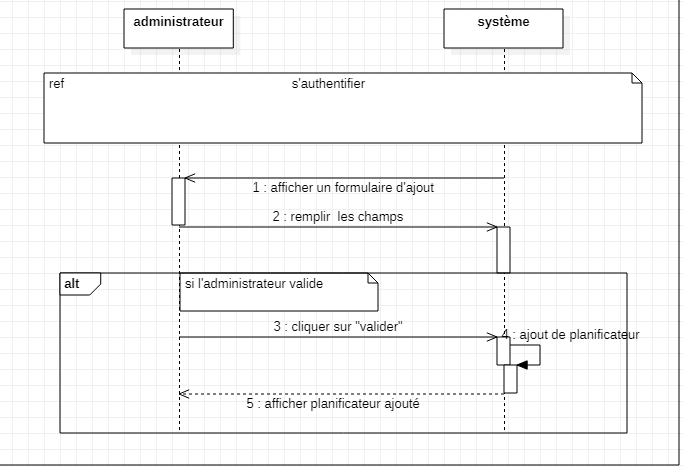 administrateur
système
ref
s'authentifier
1 : afficher un formulaire d'ajout
2 : remplir  les champs
alt
si l'administrateur valide
3 : cliquer sur "valider"
4 : ajout de planificateur
5 : afficher planificateur ajouté